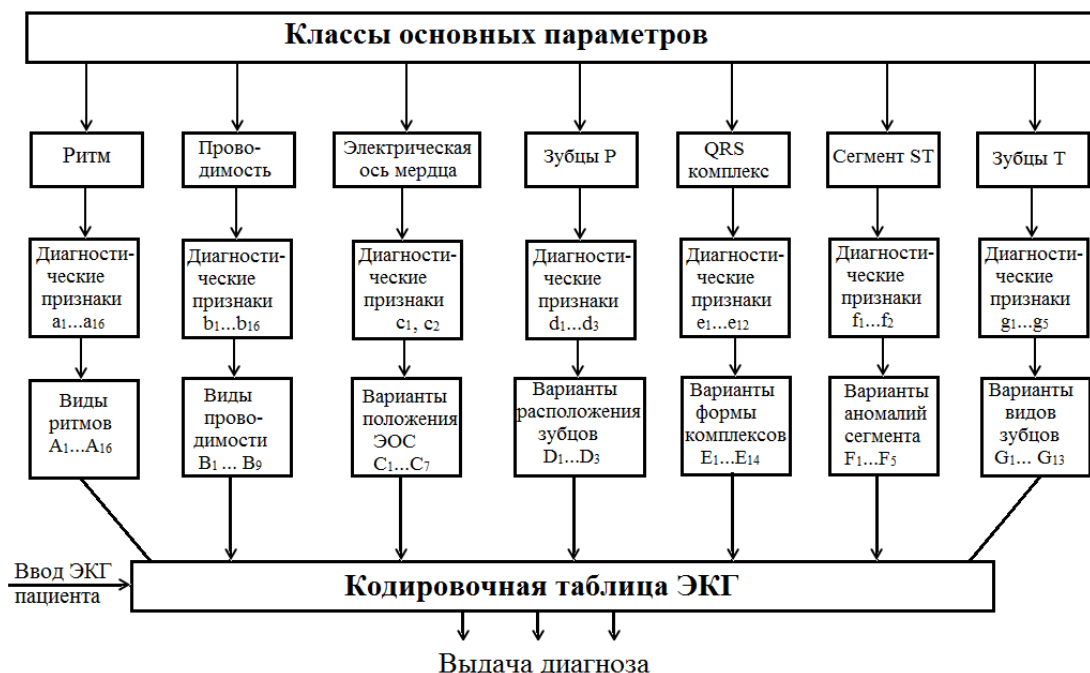 Классы основных параметров
Ритм
Прово-
димость
Электрическая
ось мердца
Зубцы P
QRS
комплекс
Сегмент ST
Зубцы T
Диагности-
ческие
признаки
a₁...a₁₆
Диагности-
ческие
признаки
b₁...b₁₆
Диагности-
ческие
признаки
c₁, c₂
Диагности-
ческие
признаки
d₁...d₃
Диагности-
ческие
признаки
e₁...e₁₂
Диагности-
ческие
признаки
f₁...f₂
Диагности-
ческие
признаки
g₁...g₅
Виды
ритмов
A₁...A₁₆
Виды
прово-
димости
B₁ ... B₉
Варианты
положения
ЭОС
C₁...C₇
Варианты
расположения
зубцов
D₁...D₃
Варианты
формы
комплексов
E₁...E₁₄
Варианты
аномалий
сегмента
F₁...F₅
Варианты
видов
зубцов
G₁... G₁₃
Ввод ЭКГ
пациента
Кодировочная таблица ЭКГ
Выдача диагноза